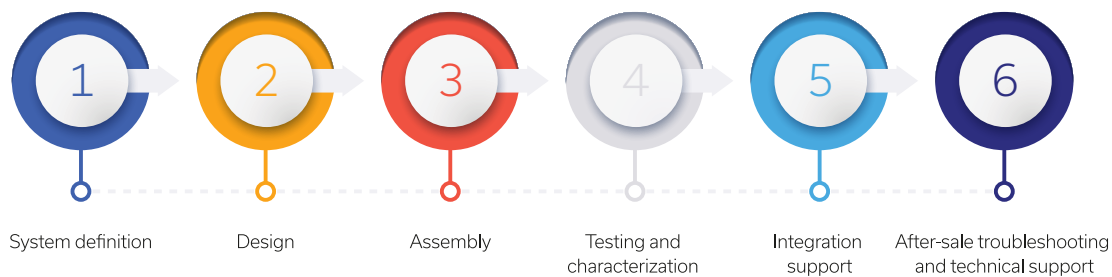 1 2 3 4 5 6
System definition
Design
Assembly
Testing and
characterization
Integration
support
After-sale troubleshooting
and technical support